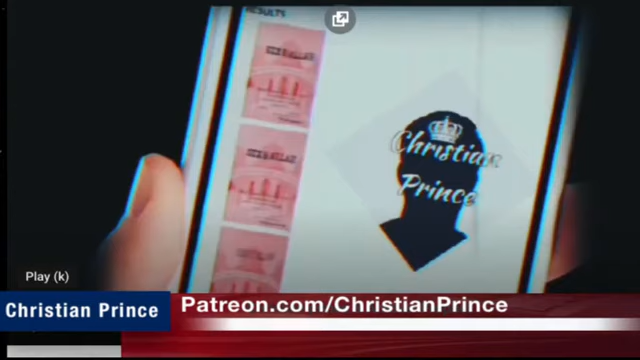 RESULTS
Christian
Prince
Play (k)
Christian Prince
Patreon.com/ChristianPrince